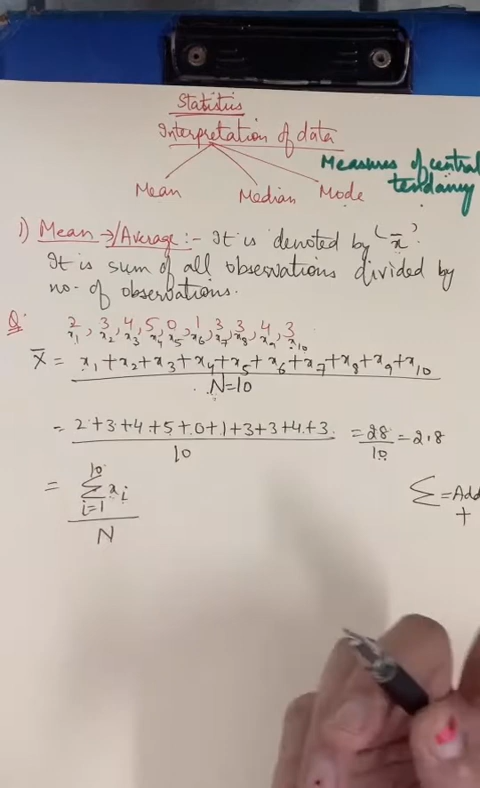 Statistics
Interpretation of data
Measures of central
tendancy
Mean Median Mode
1) Mean →/Average :- It is denoted by 'x̄'.
It is sum of all observations divided by
no. of observations.
Q: 2, 3, 4, 5, 0, 1, 3, 3, 4, 3
x₁ x₂ x₃ x₄ x₅ x₆ x₇ x₈ x₉ x₁₀
x̄ = x₁+x₂+x₃+x₄+x₅+x₆+x₇+x₈+x₉+x₁₀
N=10
= 2+3+4+5+0+1+3+3+4+3 = 28 = 2.8
10 10
10
= Σ xᵢ Σ = Add
i=1 +
N